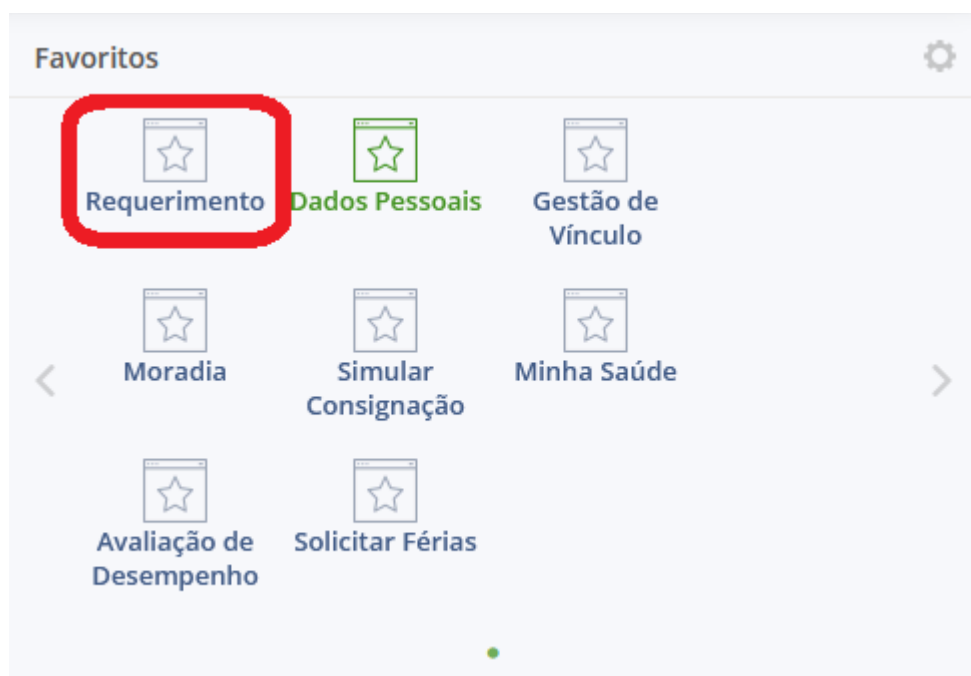 Favoritos
Requerimento
Dados Pessoais
Gestão de
Vínculo
Moradia
Simular
Consignação
Minha Saúde
Avaliação de
Desempenho
Solicitar Férias